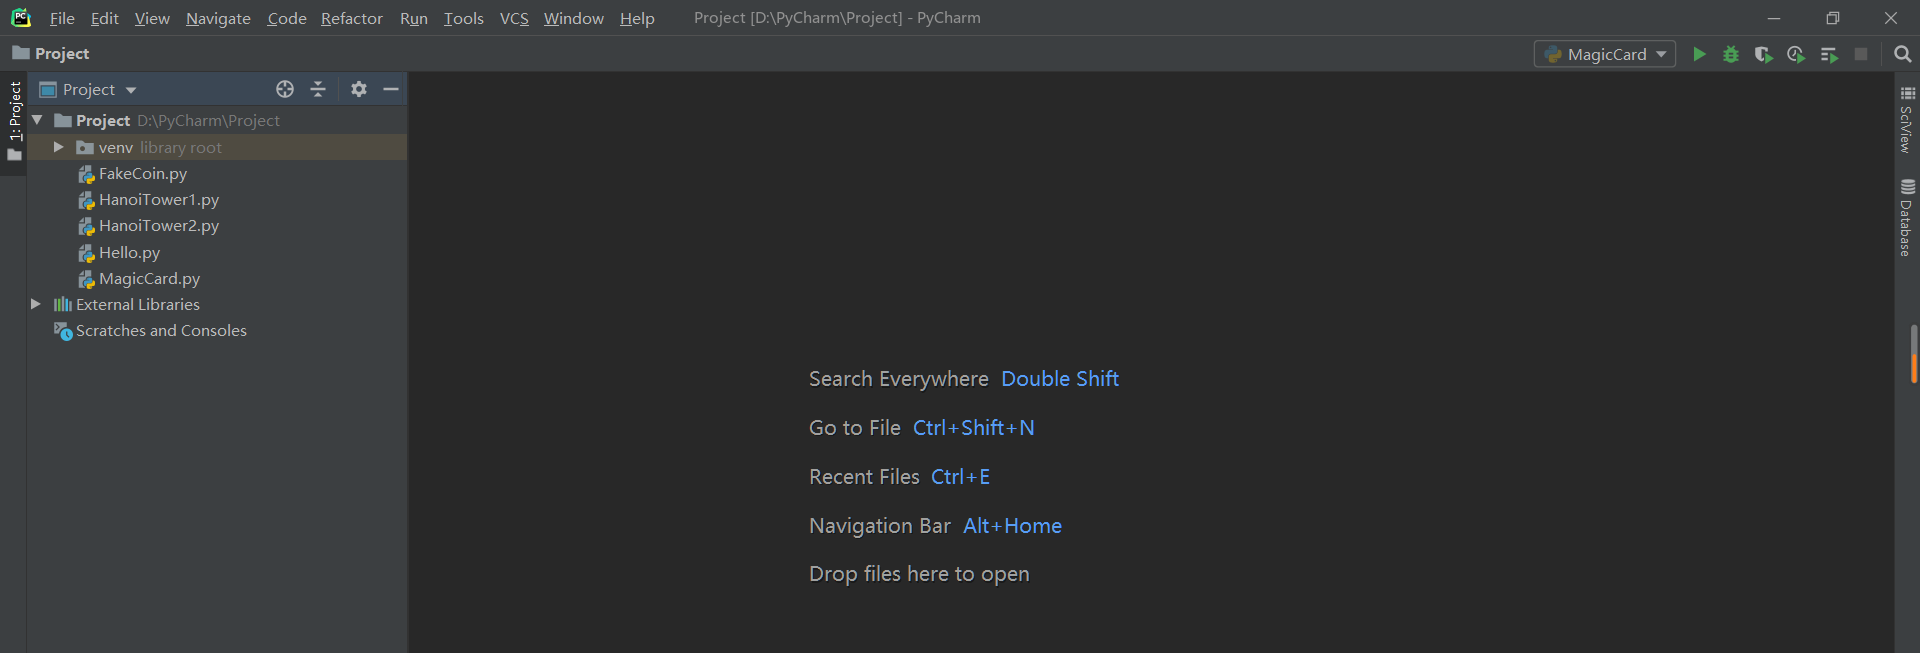 PC File Edit View Navigate Code Refactor Run Tools VCS Window Help Project [D:\PyCharm\Project] - PyCharm
Project MagicCard
1: Project
Project
Project D:\PyCharm\Project
venv library root
FakeCoin.py
HanoiTower1.py
HanoiTower2.py
Hello.py
MagicCard.py
External Libraries
Scratches and Consoles
Search Everywhere Double Shift
Go to File Ctrl+Shift+N
Recent Files Ctrl+E
Navigation Bar Alt+Home
Drop files here to open
SciView
Database